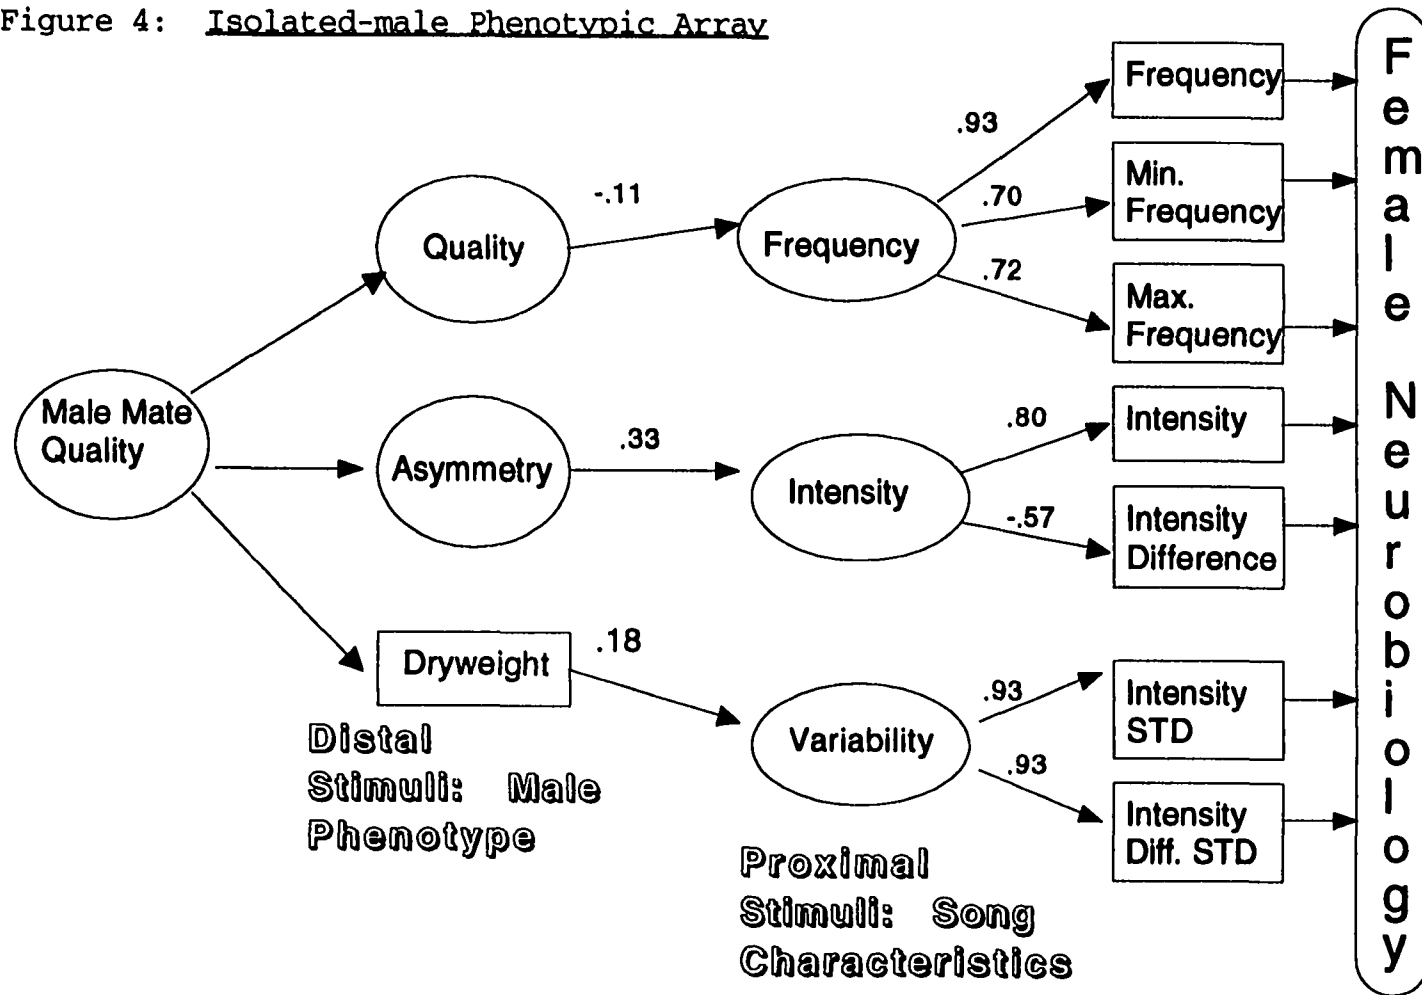 Figure 4: Isolated-male Phenotypic Array
Male Mate
Quality
Quality
-.11
Frequency
.93
.70
.72
Frequency
Min.
Frequency
Max.
Frequency
Asymmetry
.33
Intensity
.80
-.57
Intensity
Intensity
Difference
Dryweight
.18
Variability
.93
.93
Intensity
STD
Intensity
Diff. STD
Distal
Stimuli: Male
Phenotype
Proximal
Stimuli: Song
Characteristics
Female Neurobiology